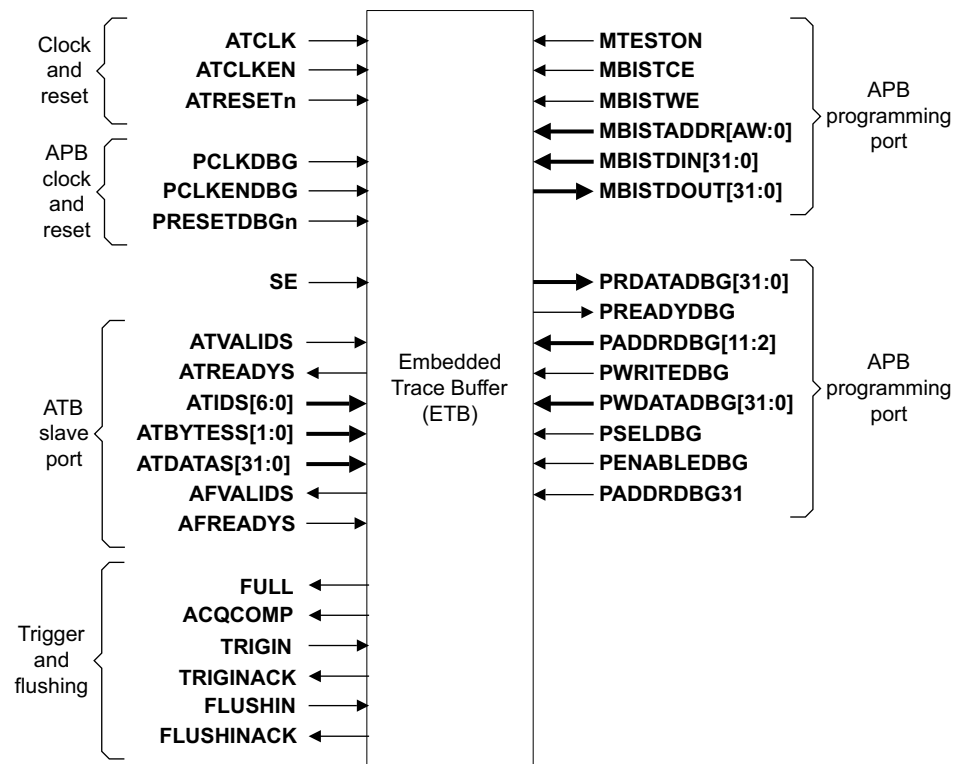 Clock
and
reset
ATCLK
ATCLKEN
ATRESETn
APB
clock
and
reset
PCLKDBG
PCLKENDBG
PRESETDBGn
SE
ATB
slave
port
ATVALIDS
ATREADYS
ATIDS[6:0]
ATBYTESS[1:0]
ATDATAS[31:0]
AFVALIDS
AFREADYS
Trigger
and
flushing
FULL
ACQCOMP
TRIGIN
TRIGINACK
FLUSHIN
FLUSHINACK
Embedded
Trace Buffer
(ETB)
MTESTON
MBISTCE
MBISTWE
MBISTADDR[AW:0]
MBISTDIN[31:0]
MBISTDOUT[31:0]
APB
programming
port
PRDATADBG[31:0]
PREADYDBG
PADDRDBG[11:2]
PWRITEDBG
PWDATADBG[31:0]
PSELDBG
PENABLEDBG
PADDRDBG31
APB
programming
port